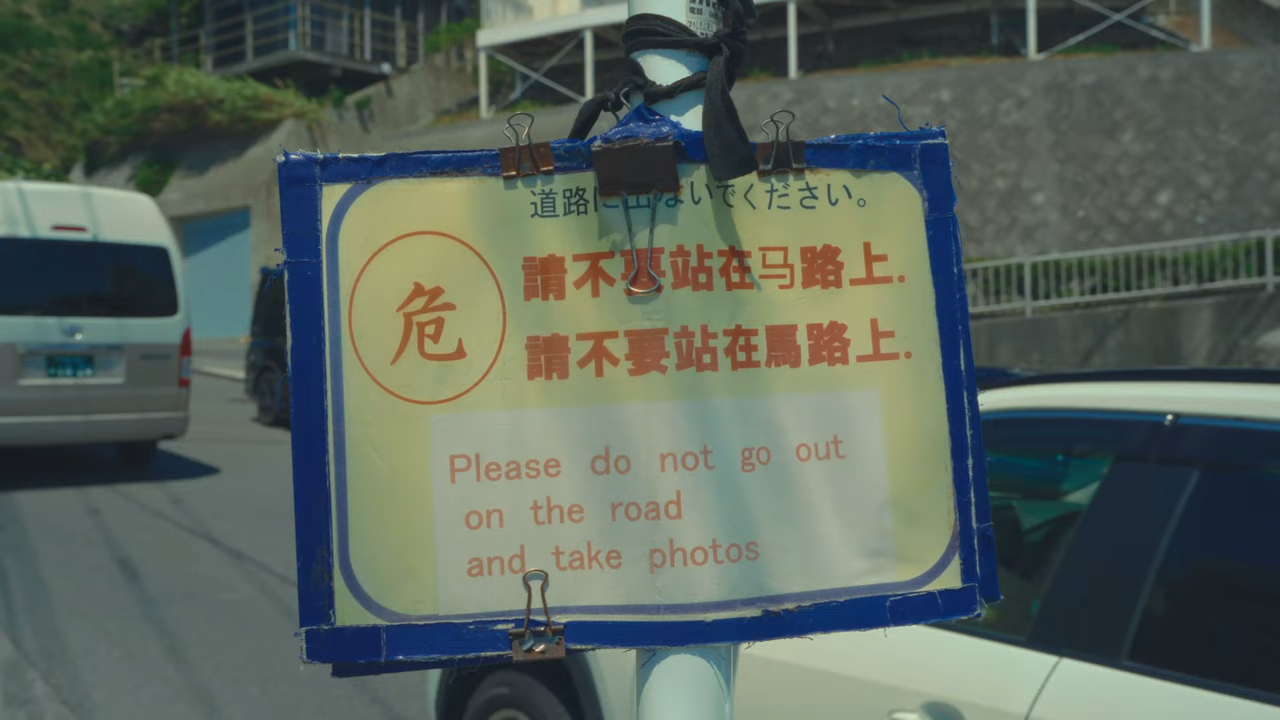 道路に出ないでください。
危
請不要站在马路上.
請不要站在馬路上.
Please do not go out
on the road
and take photos